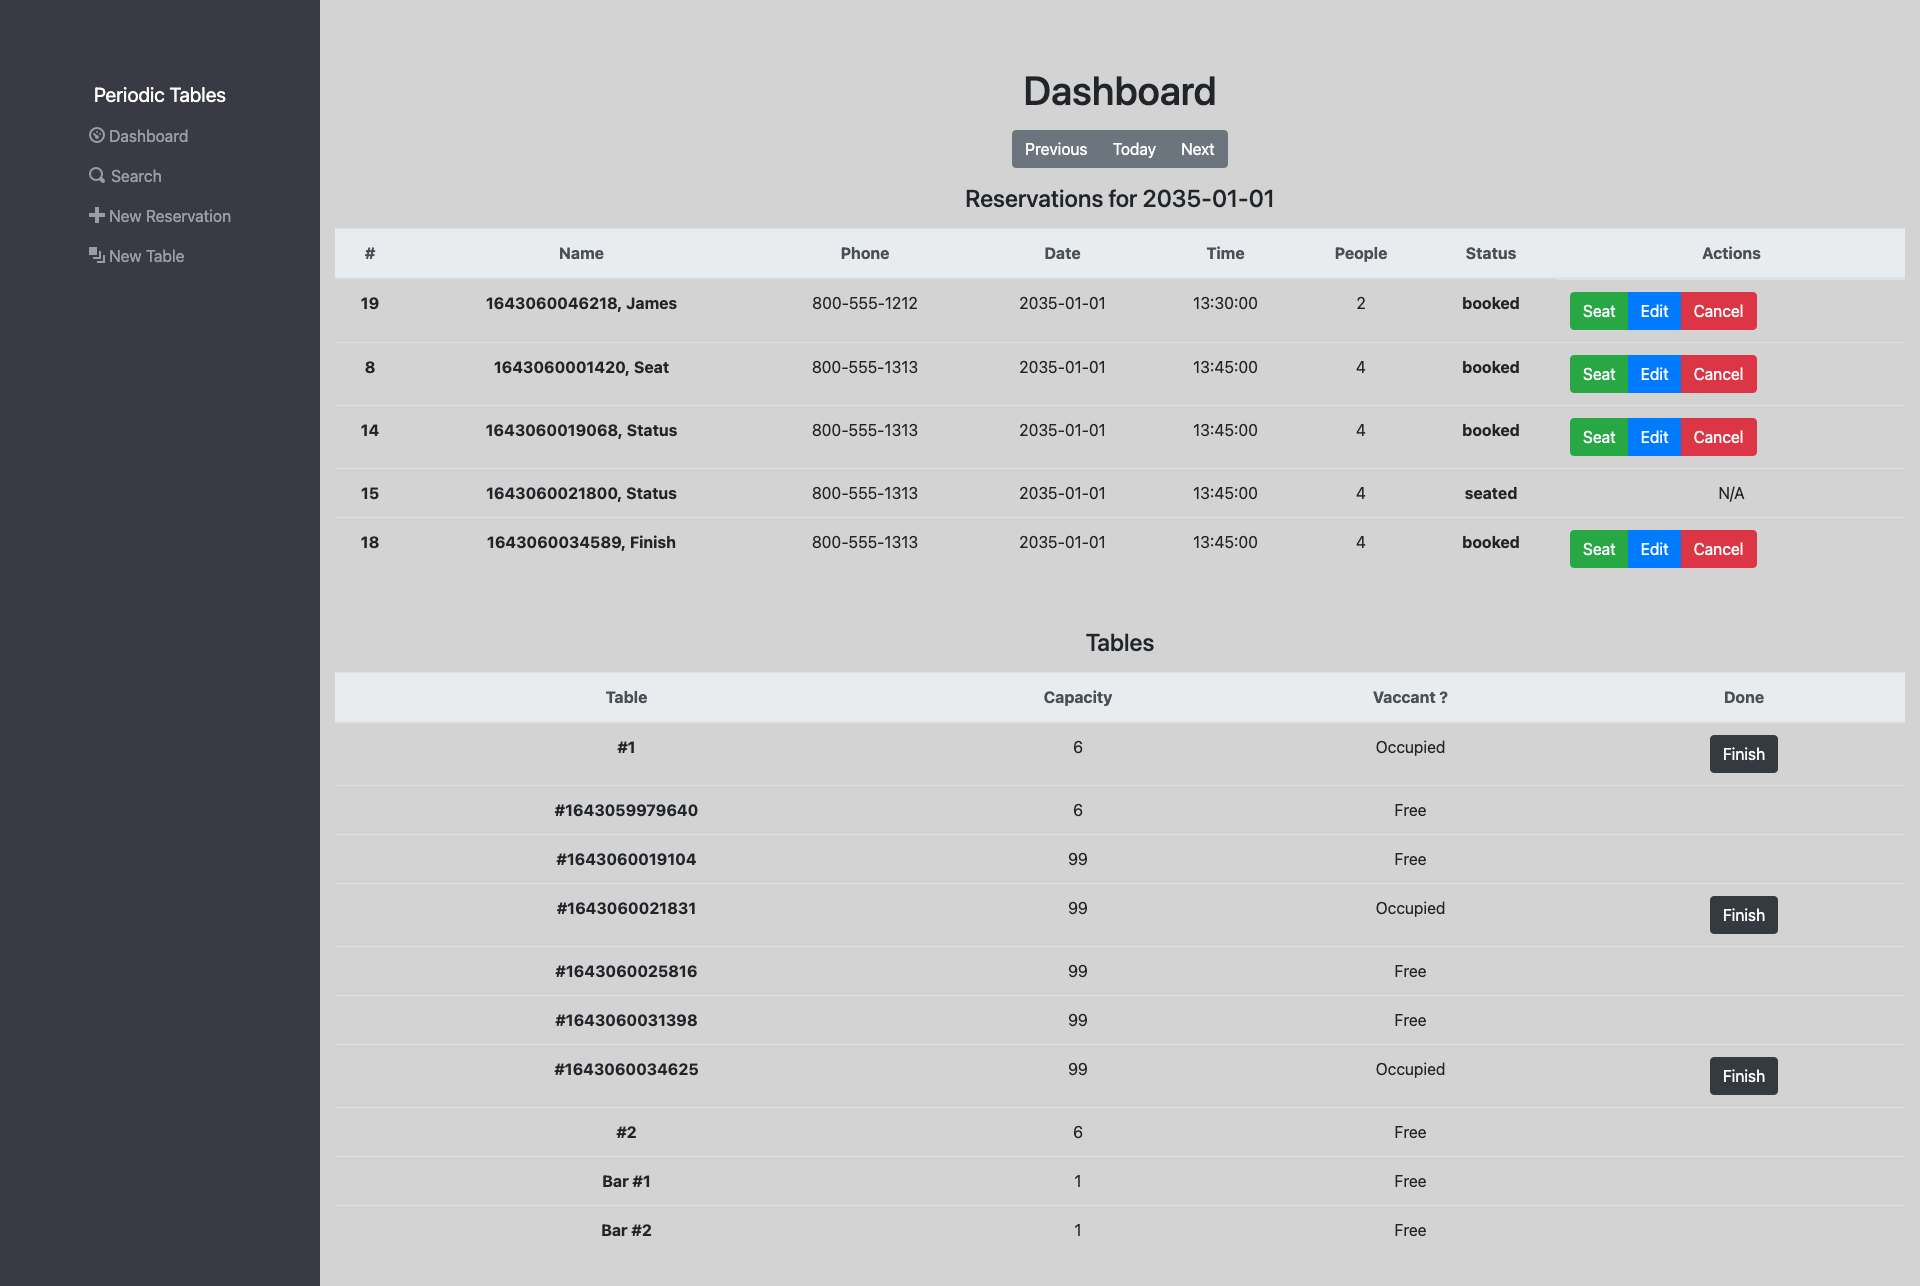 Periodic Tables
Dashboard
Search
New Reservation
New Table
Dashboard
Previous Today Next
Reservations for 2035-01-01
# Name Phone Date Time People Status Actions
19 1643060046218, James 800-555-1212 2035-01-01 13:30:00 2 booked Seat Edit Cancel
8 1643060001420, Seat 800-555-1313 2035-01-01 13:45:00 4 booked Seat Edit Cancel
14 1643060019068, Status 800-555-1313 2035-01-01 13:45:00 4 booked Seat Edit Cancel
15 1643060021800, Status 800-555-1313 2035-01-01 13:45:00 4 seated N/A
18 1643060034589, Finish 800-555-1313 2035-01-01 13:45:00 4 booked Seat Edit Cancel
Tables
Table Capacity Vaccant ? Done
#1 6 Occupied Finish
#1643059979640 6 Free
#1643060019104 99 Free
#1643060021831 99 Occupied Finish
#1643060025816 99 Free
#1643060031398 99 Free
#1643060034625 99 Occupied Finish
#2 6 Free
Bar #1 1 Free
Bar #2 1 Free